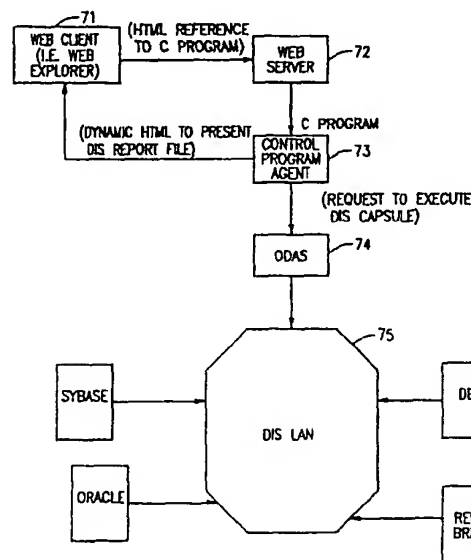 71
WEB CLIENT
(I.E. WEB
EXPLORER)
(HTML REFERENCE
TO C PROGRAM)
72
WEB
SERVER
(DYNAMIC HTML TO PRESENT
DIS REPORT FILE)
C PROGRAM
CONTROL
PROGRAM
AGENT
73
(REQUEST TO EXECUTE
DIS CAPSULE)
ODAS
74
75
SYBASE
DIS LAN
ORACLE